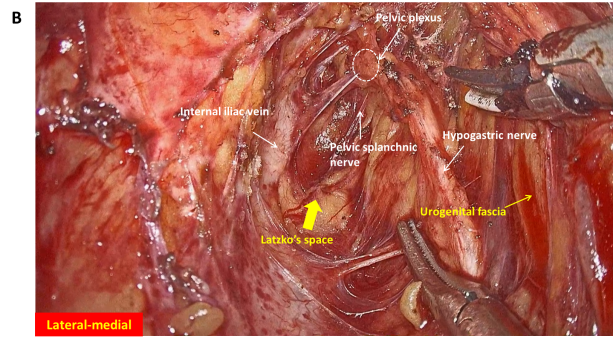 B
Pelvic plexus
Internal iliac vein
Pelvic splanchnic
nerve
Hypogastric nerve
Urogenital fascia
Latzko's space
Lateral-medial